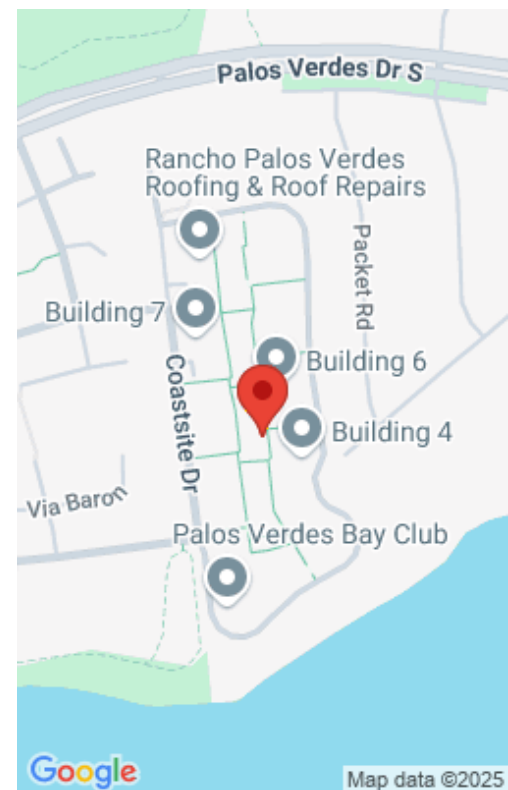 Palos Verdes Dr S
Rancho Palos Verdes
Roofing & Roof Repairs
Packet Rd
Building 7
Building 6
Coastsite Dr
Building 4
Via Baron
Palos Verdes Bay Club
Google
Map data ©2025